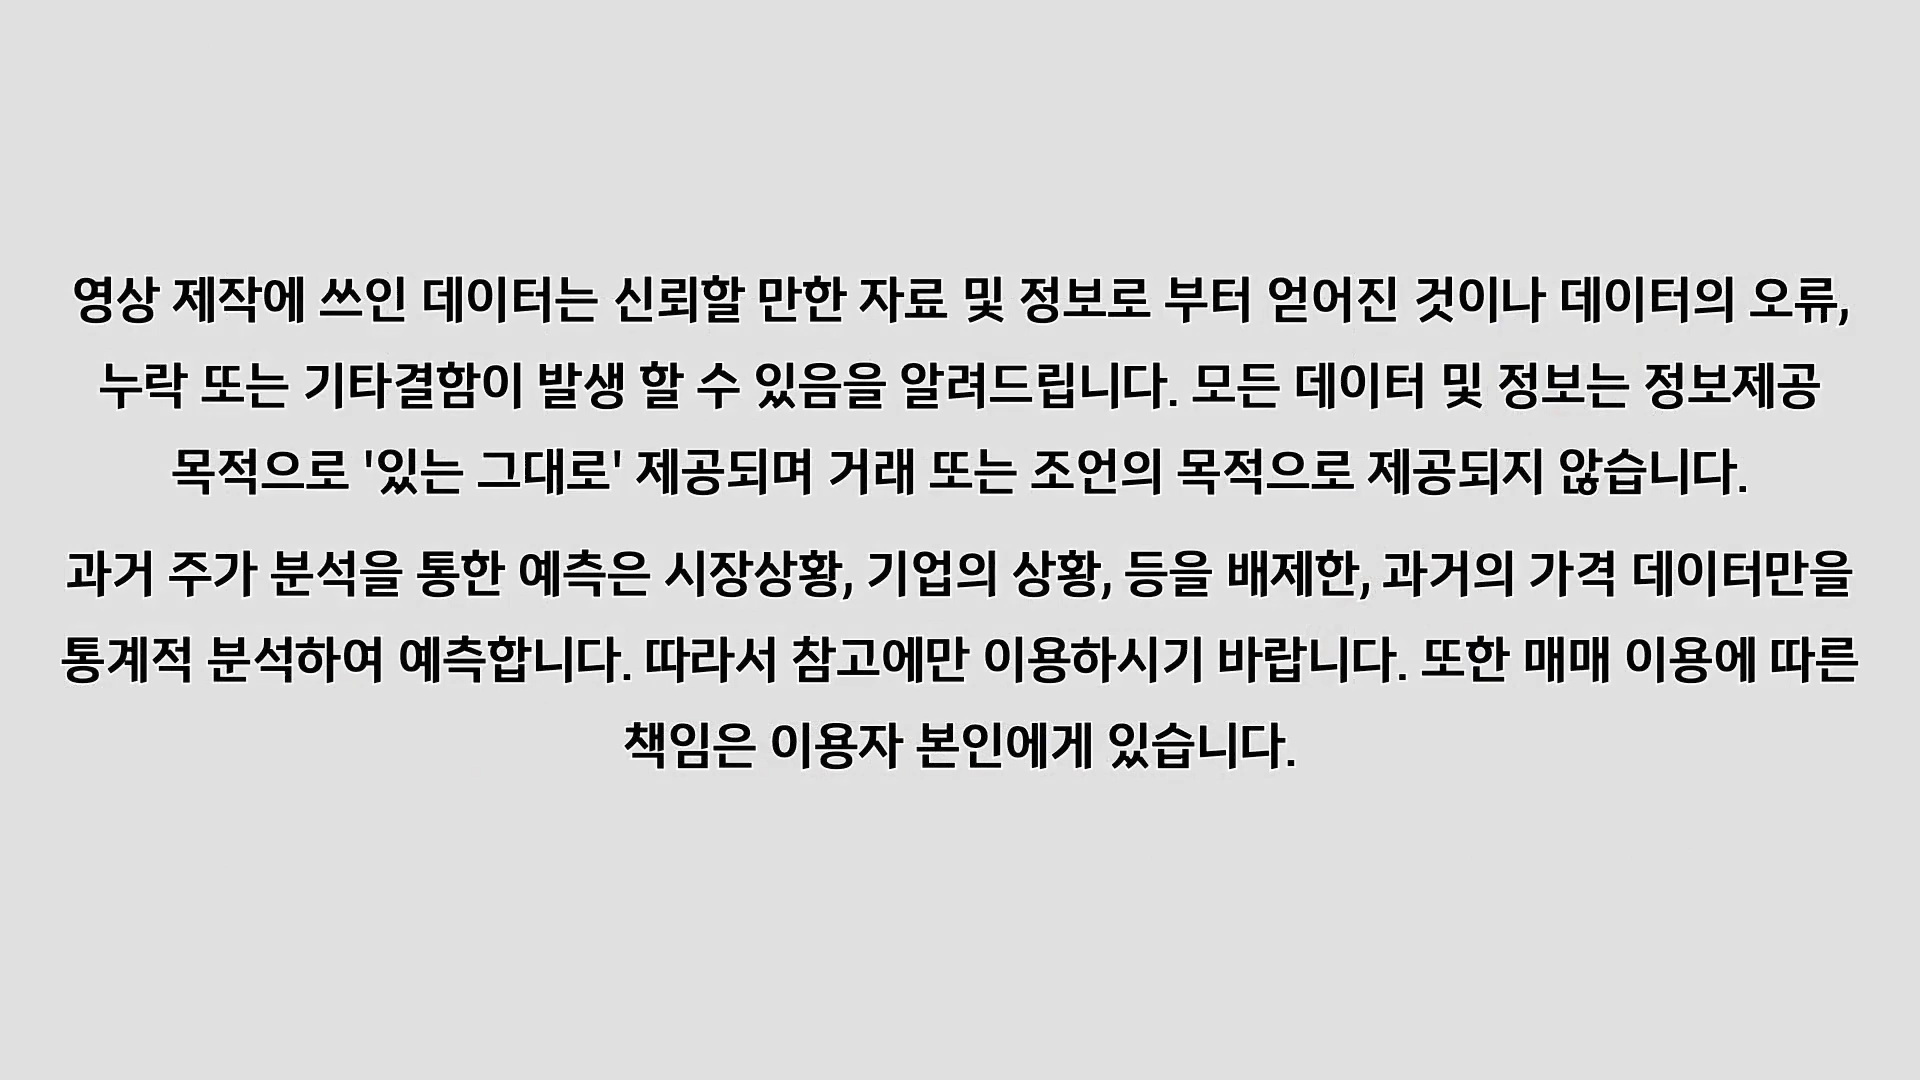 영상 제작에 쓰인 데이터는 신뢰할 만한 자료 및 정보로 부터 얻어진 것이나 데이터의 오류,
누락 또는 기타결함이 발생 할 수 있음을 알려드립니다. 모든 데이터 및 정보는 정보제공
목적으로 '있는 그대로' 제공되며 거래 또는 조언의 목적으로 제공되지 않습니다.
과거 주가 분석을 통한 예측은 시장상황, 기업의 상황, 등을 배제한, 과거의 가격 데이터만을
통계적 분석하여 예측합니다. 따라서 참고에만 이용하시기 바랍니다. 또한 매매 이용에 따른
책임은 이용자 본인에게 있습니다.